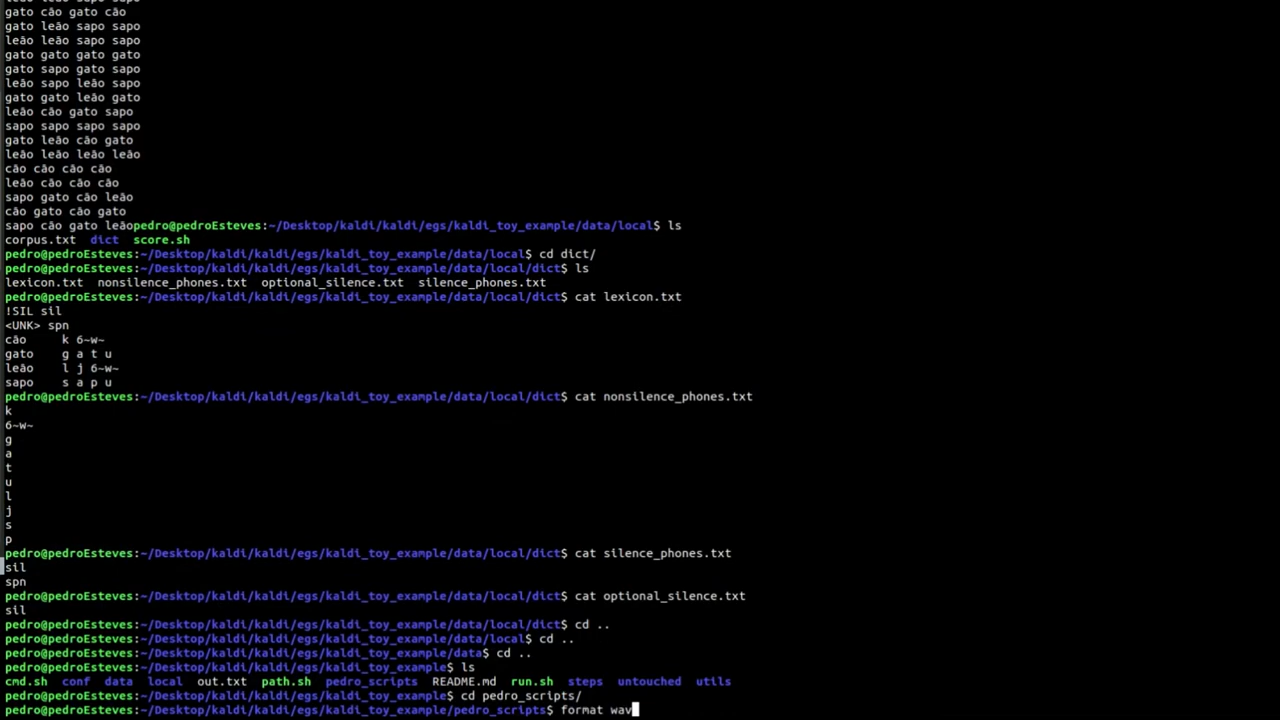 gato cão gato cão
gato leão sapo sapo
leão leão sapo sapo
gato gato gato gato
gato sapo gato sapo
leão sapo leão sapo
gato gato leão gato
leão cão gato sapo
sapo sapo sapo sapo
gato leão cão gato
leão leão leão leão
cão cão cão cão
leão cão cão cão
sapo gato cão leão
cão gato cão gato
sapo cão gato leãopedro@pedroEsteves:~/Desktop/kaldi/kaldi/egs/kaldi_toy_example/data/local$ ls
corpus.txt  dict  score.sh
pedro@pedroEsteves:~/Desktop/kaldi/kaldi/egs/kaldi_toy_example/data/local$ cd dict/
pedro@pedroEsteves:~/Desktop/kaldi/kaldi/egs/kaldi_toy_example/data/local/dict$ ls
lexicon.txt  nonsilence_phones.txt  optional_silence.txt  silence_phones.txt
pedro@pedroEsteves:~/Desktop/kaldi/kaldi/egs/kaldi_toy_example/data/local/dict$ cat lexicon.txt
!SIL sil
<UNK> spn
cão     k 6~w~
gato    g a t u
leão    l j 6~w~
sapo    s a p u
pedro@pedroEsteves:~/Desktop/kaldi/kaldi/egs/kaldi_toy_example/data/local/dict$ cat nonsilence_phones.txt
k
6~w~
g
a
t
u
l
j
s
p
pedro@pedroEsteves:~/Desktop/kaldi/kaldi/egs/kaldi_toy_example/data/local/dict$ cat silence_phones.txt
sil
spn
pedro@pedroEsteves:~/Desktop/kaldi/kaldi/egs/kaldi_toy_example/data/local/dict$ cat optional_silence.txt
sil
pedro@pedroEsteves:~/Desktop/kaldi/kaldi/egs/kaldi_toy_example/data/local/dict$ cd ..
pedro@pedroEsteves:~/Desktop/kaldi/kaldi/egs/kaldi_toy_example/data/local$ cd ..
pedro@pedroEsteves:~/Desktop/kaldi/kaldi/egs/kaldi_toy_example/data$ cd ..
pedro@pedroEsteves:~/Desktop/kaldi/kaldi/egs/kaldi_toy_example$ ls
cmd.sh  conf  data  local  out.txt  path.sh  pedro_scripts  README.md  run.sh  steps  untouched  utils
pedro@pedroEsteves:~/Desktop/kaldi/kaldi/egs/kaldi_toy_example$ cd pedro_scripts/
pedro@pedroEsteves:~/Desktop/kaldi/kaldi/egs/kaldi_toy_example/pedro_scripts$ format wav